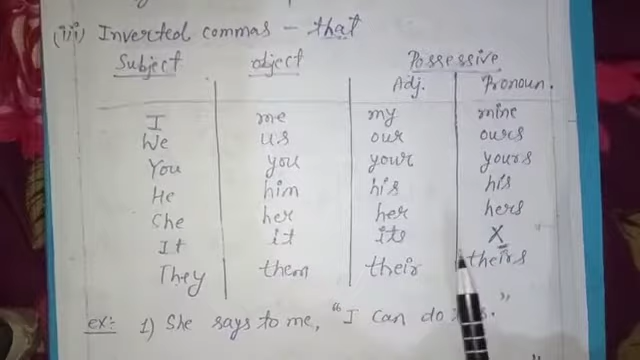 (iii) Inverted commas - that
Subject object Possessive
Adj. Pronoun.
I me my mine
We us our ours
You you your yours
He him his his
She her her hers
It it its X
They them their theirs
ex:- 1) She says to me, "I can do."